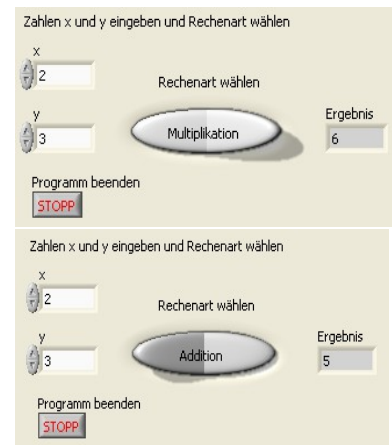 Zahlen x und y eingeben und Rechenart wählen
x
2
Rechenart wählen
y
3
Multiplikation
Ergebnis
6
Programm beenden
STOPP
Zahlen x und y eingeben und Rechenart wählen
x
2
Rechenart wählen
y
3
Addition
Ergebnis
5
Programm beenden
STOPP